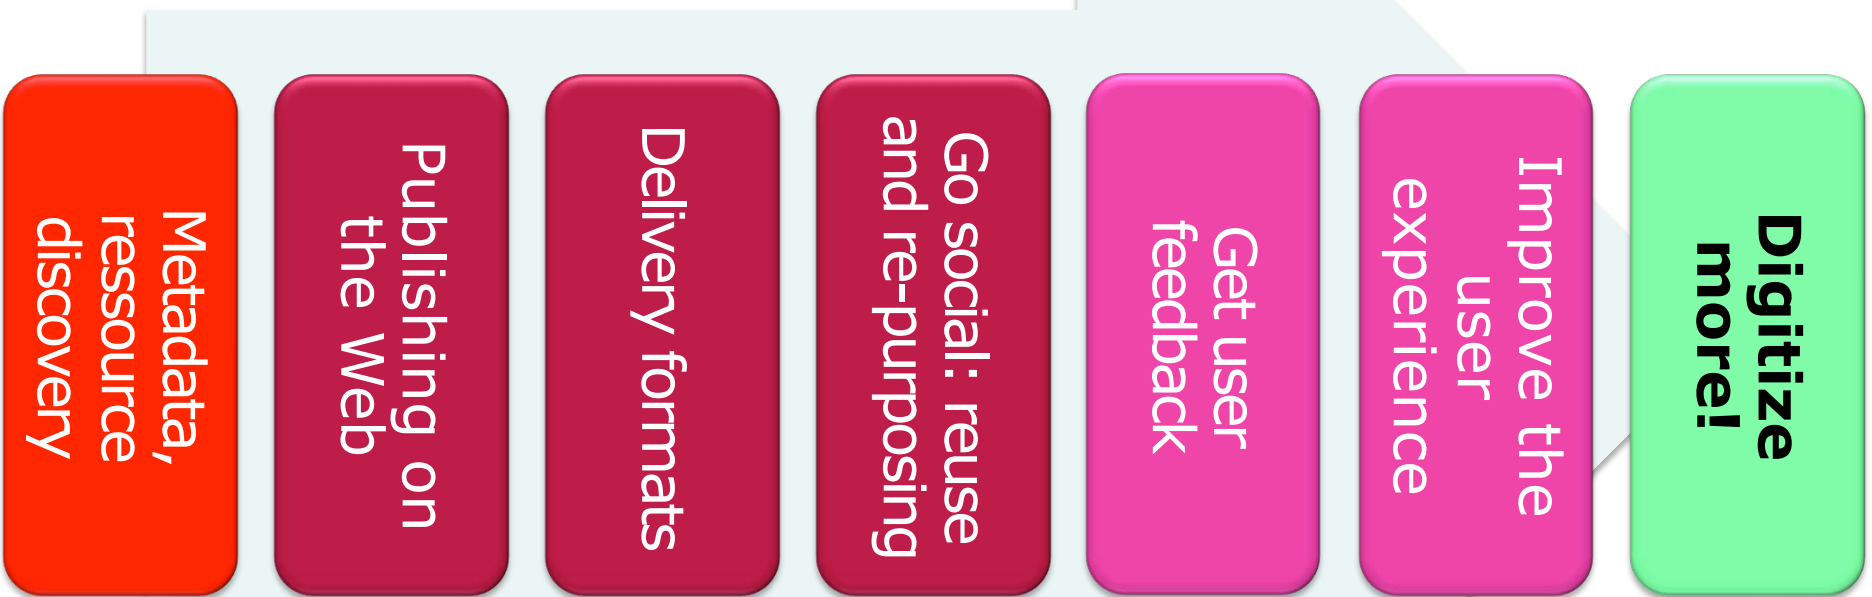 Metadata,
ressource
discovery
Publishing on
the Web
Delivery formats
Go social: reuse
and re-purposing
Get user
feedback
Improve the
user
experience
Digitize
more!